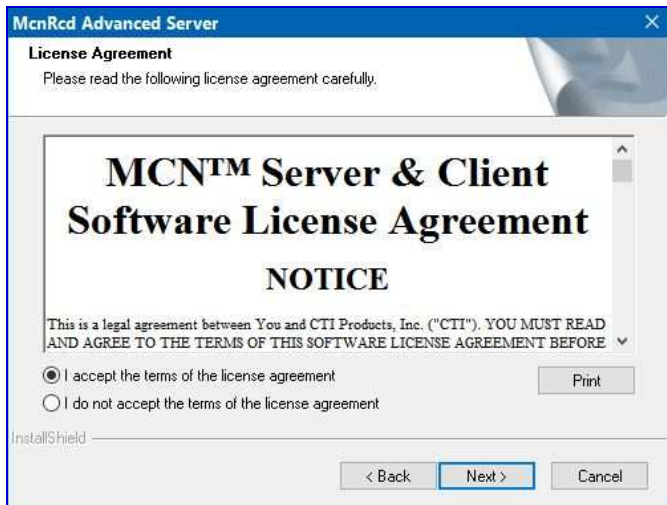 McnRcd Advanced Server
License Agreement
Please read the following license agreement carefully.
MCN™ Server & Client
Software License Agreement
NOTICE
This is a legal agreement between You and CTI Products, Inc. ("CTI"). YOU MUST READ
AND AGREE TO THE TERMS OF THIS SOFTWARE LICENSE AGREEMENT BEFORE
I accept the terms of the license agreement
Print
I do not accept the terms of the license agreement
InstallShield
< Back
Next >
Cancel